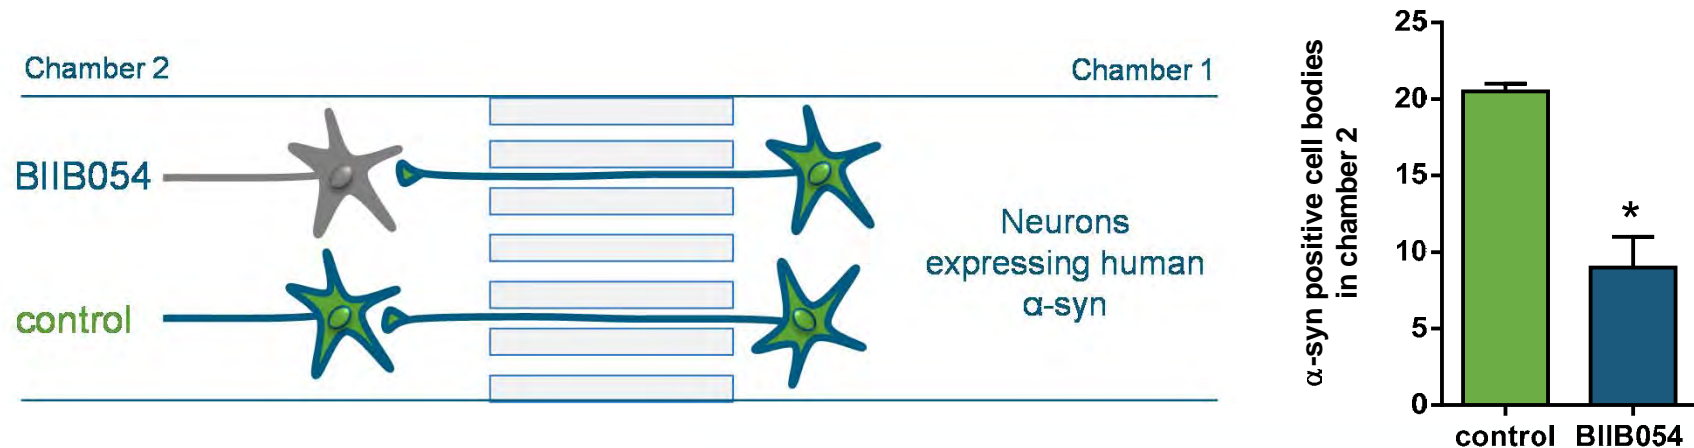 Chamber 2
Chamber 1
BIIB054
control
Neurons
expressing human
α-syn
α-syn positive cell bodies
in chamber 2
25
20
15
10
5
0
*
control
BIIB054